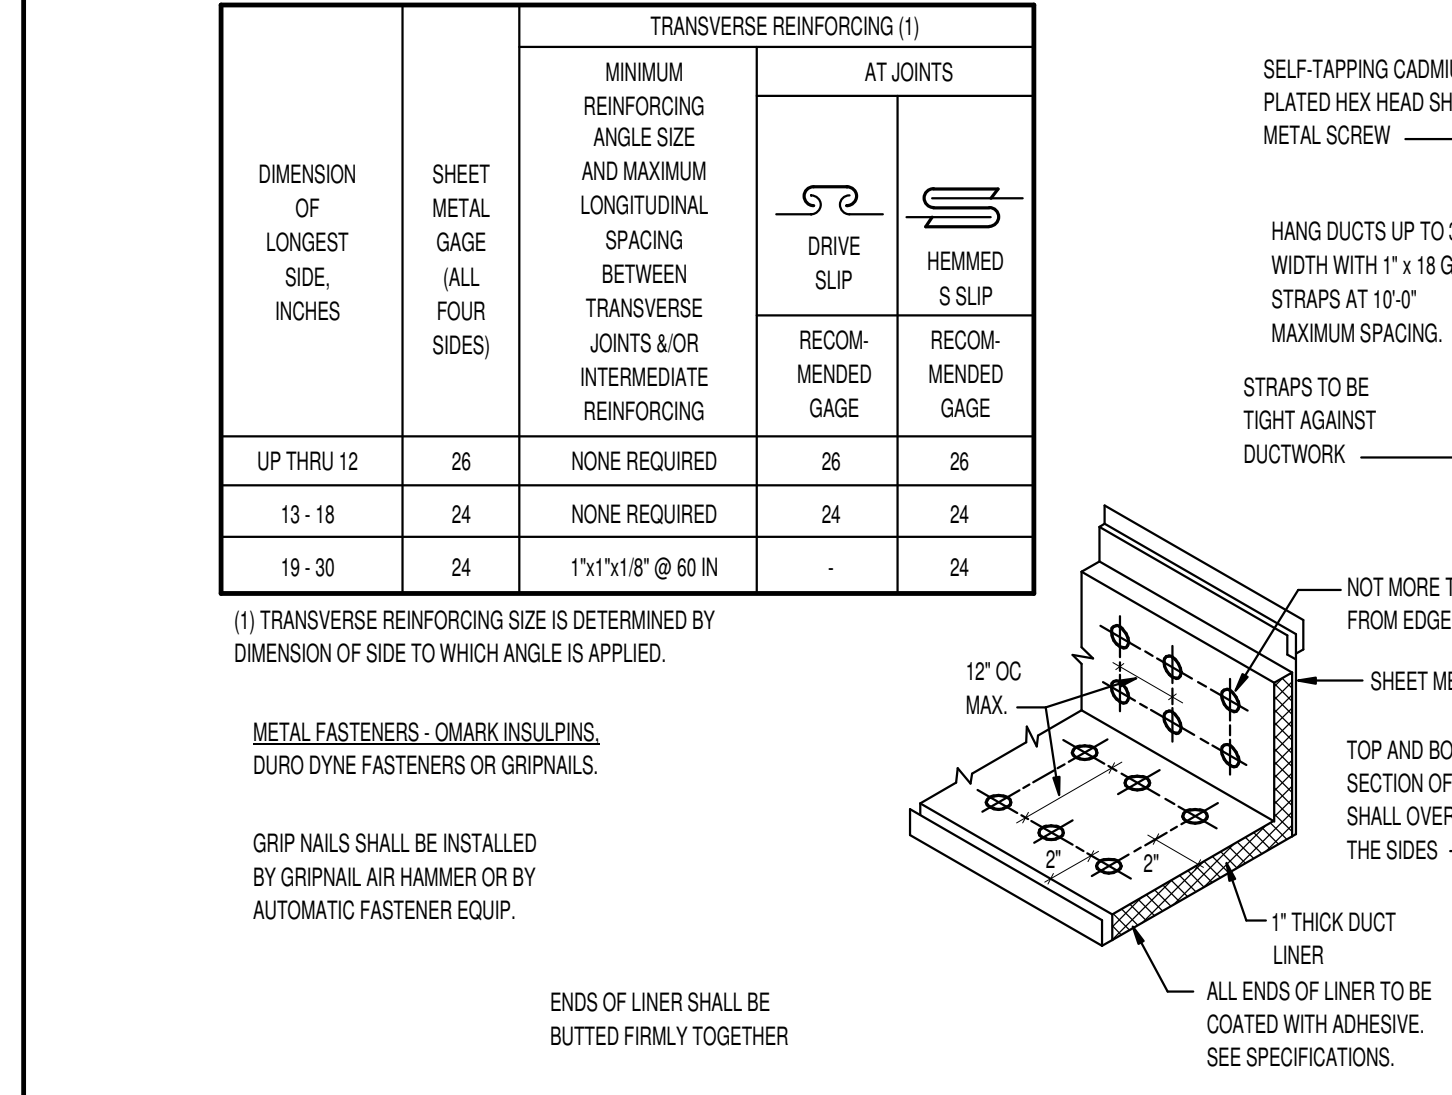 TRANSVERSE REINFORCING (1)
DIMENSION
OF
LONGEST
SIDE,
INCHES
SHEET
METAL
GAGE
(ALL
FOUR
SIDES)
MINIMUM
REINFORCING
ANGLE SIZE
AND MAXIMUM
LONGITUDINAL
SPACING
BETWEEN
TRANSVERSE
JOINTS &/OR
INTERMEDIATE
REINFORCING
AT JOINTS
DRIVE
SLIP
HEMMED
S SLIP
RECOM-
MENDED
GAGE
RECOM-
MENDED
GAGE
UP THRU 12 26 NONE REQUIRED 26 26
13 - 18 24 NONE REQUIRED 24 24
19 - 30 24 1"x1"x1/8" @ 60 IN - 24
(1) TRANSVERSE REINFORCING SIZE IS DETERMINED BY
DIMENSION OF SIDE TO WHICH ANGLE IS APPLIED.
METAL FASTENERS - OMARK INSULPINS,
DURO DYNE FASTENERS OR GRIPNAILS.
GRIP NAILS SHALL BE INSTALLED
BY GRIPNAIL AIR HAMMER OR BY
AUTOMATIC FASTENER EQUIP.
ENDS OF LINER SHALL BE
BUTTED FIRMLY TOGETHER
SELF-TAPPING
PLATED HEX HEAD
METAL SCREW
HANG DUCTS UP TO
WIDTH WITH 1" x 18
STRAPS AT 10'-0"
MAXIMUM SPACING.
STRAPS TO BE
TIGHT AGAINST
DUCTWORK
NOT MORE
FROM EDGE
12" OC
MAX.
SHEET
TOP AND
SECTION OF
SHALL
THE SIDES
2"
2"
1" THICK DUCT
LINER
ALL ENDS OF LINER TO BE
COATED WITH ADHESIVE.
SEE SPECIFICATIONS.